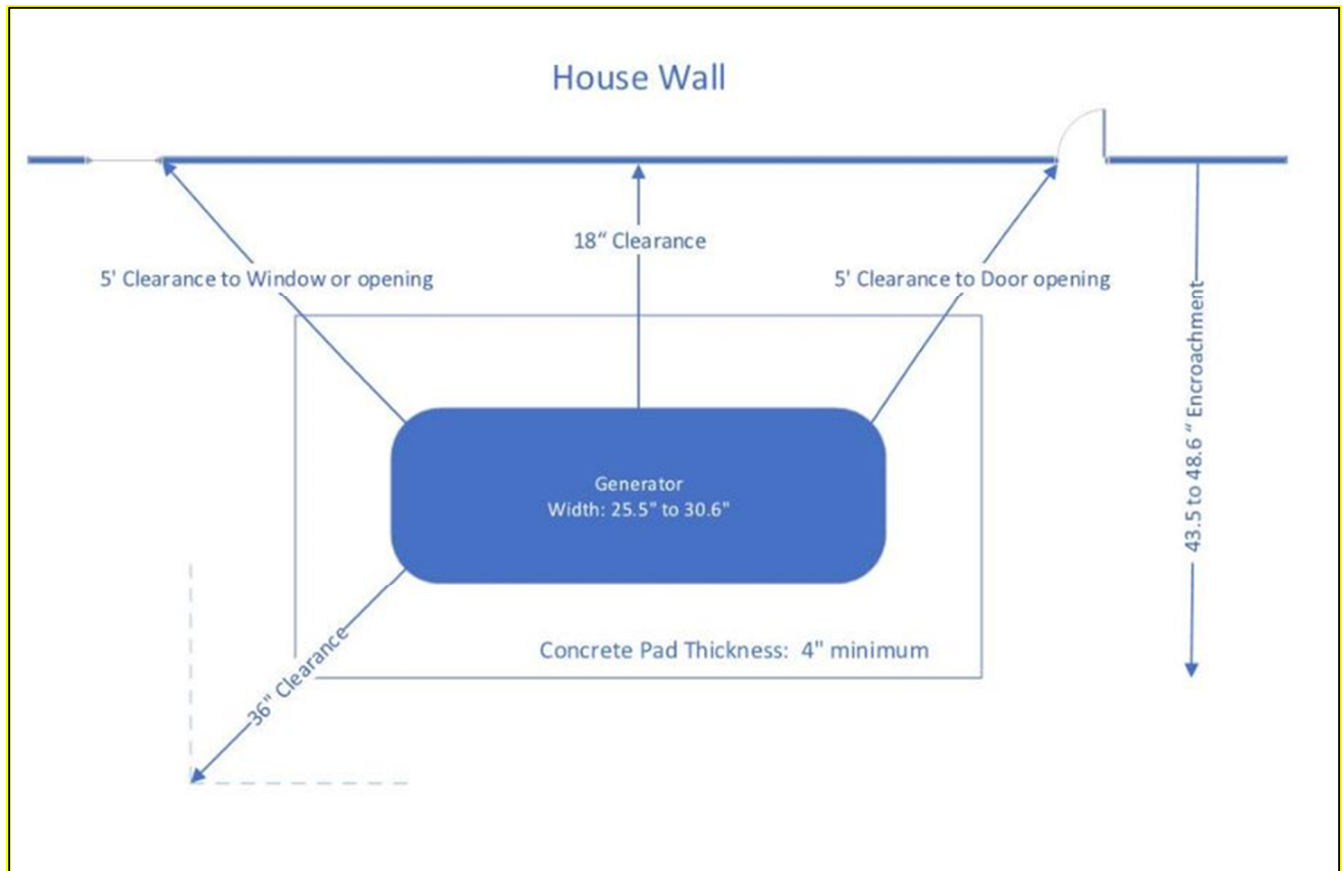 House Wall
18“ Clearance
5' Clearance to Window or opening
5' Clearance to Door opening
43.5 to 48.6 “ Encroachment
Generator
Width: 25.5" to 30.6"
36" Clearance
Concrete Pad Thickness:  4" minimum